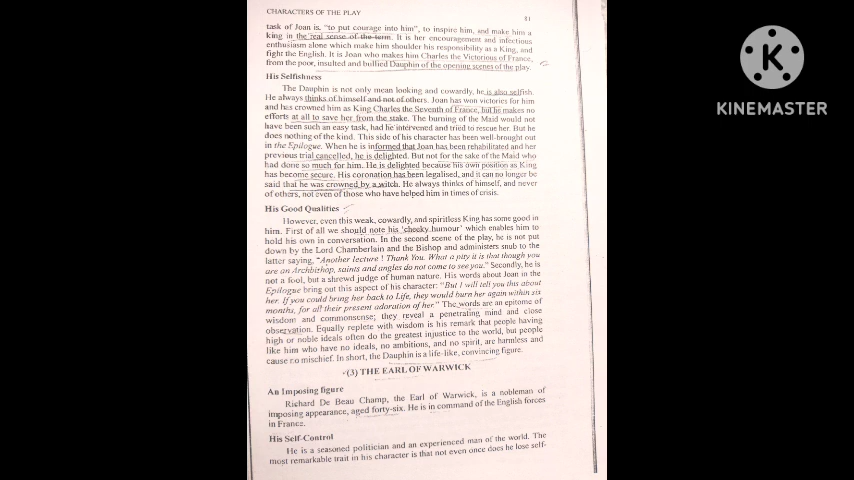 CHARACTERS OF THE PLAY
81
task of Joan is, "to put courage into him", to inspire him, and make him a
king in the real sense of the term. It is her encouragement and infectious
enthusiasm alone which make him shoulder his responsibility as a King, and
fight the English. It is Joan who makes him Charles the Victorious of France,
from the poor, insulted and bullied Dauphin of the opening scenes of the play.
His Selfishness
The Dauphin is not only mean looking and cowardly, he is also selfish.
He always thinks of himself and not of others. Joan has won victories for him
and has crowned him as King Charles the Seventh of France, but he makes no
efforts at all to save her from the stake. The burning of the Maid would not
have been such an easy task, had he intervened and tried to rescue her. But he
does nothing of the kind. This side of his character has been well-brought out
in the Epilogue. When he is informed that Joan has been rehabilitated and her
previous trial cancelled, he is delighted. But not for the sake of the Maid who
had done so much for him. He is delighted because his own position as King
has become secure. His coronation has been legalised, and it can no longer be
said that he was crowned by a witch. He always thinks of himself, and never
of others, not even of those who have helped him in times of crisis.
His Good Qualities
However, even this weak, cowardly, and spiritless King has some good in
him. First of all we should note his 'cheeky humour' which enables him to
hold his own in conversation. In the second scene of the play, he is not put
down by the Lord Chamberlain and the Bishop and administers snub to the
latter saying, "Another lecture ! Thank You. What a pity it is that though you
are an Archbishop, saints and angles do not come to see you." Secondly, he is
not a fool, but a shrewd judge of human nature. His words about Joan in the
Epilogue bring out this aspect of his character: "But I will tell you this about
her. If you could bring her back to Life, they would burn her again within six
months, for all their present adoration of her." The words are an epitome of
wisdom and commonsense; they reveal a penetrating mind and close
observation. Equally replete with wisdom is his remark that people having
high or noble ideals often do the greatest injustice to the world, but people
like him who have no ideals, no ambitions, and no spirit, are harmless and
cause no mischief. In short, the Dauphin is a life-like, convincing figure.
(3) THE EARL OF WARWICK
An Imposing figure
Richard De Beau Champ, the Earl of Warwick, is a nobleman of
imposing appearance, aged forty-six. He is in command of the English forces
in France.
His Self-Control
He is a seasoned politician and an experienced man of the world. The
most remarkable trait in his character is that not even once does he lose self-
K
KINEMASTER